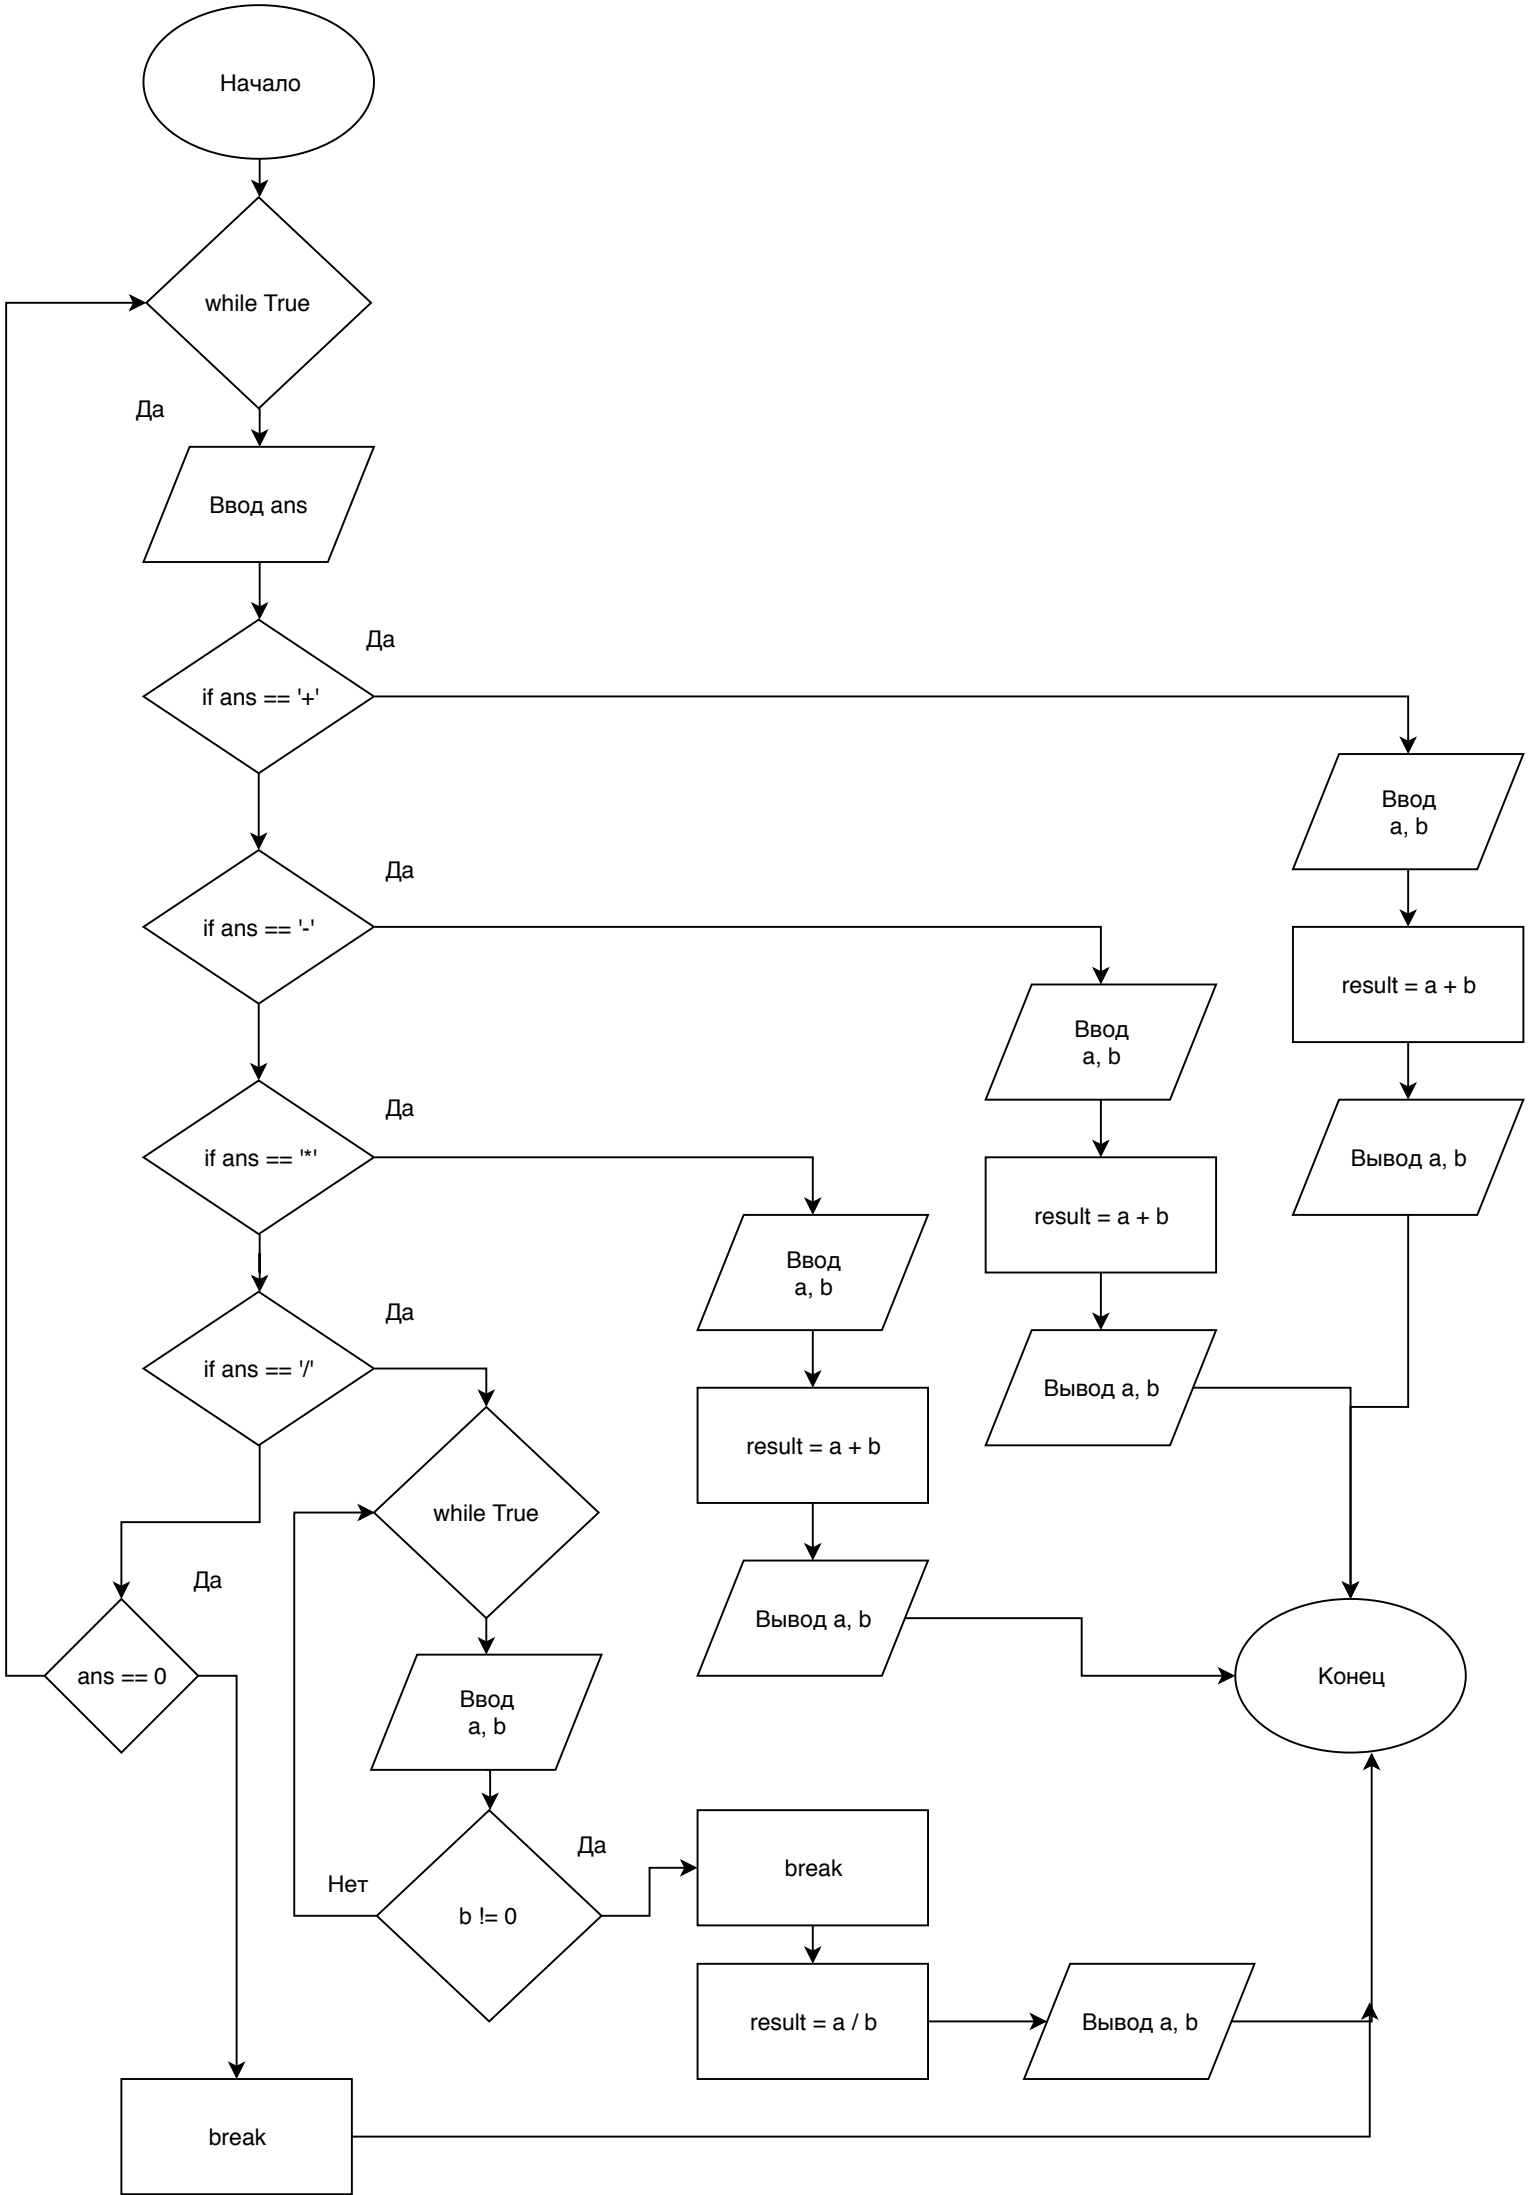 Начало
while True
Да
Ввод ans
Да
if ans == '+'
Ввод
a, b
Да
if ans == '-'
result = a + b
Ввод
a, b
Да
if ans == '*'
Вывод a, b
result = a + b
Ввод
a, b
Да
if ans == '/'
Вывод a, b
result = a + b
while True
Да
Вывод a, b
ans == 0
Конец
Ввод
a, b
Да
break
Нет
b != 0
result = a / b
Вывод a, b
break